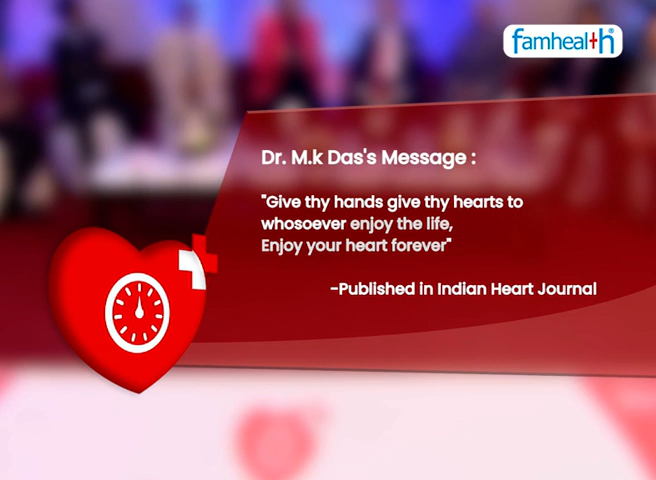 famhealth®
Dr. M.k Das's Message :
"Give thy hands give thy hearts to
whosoever enjoy the life,
Enjoy your heart forever"
-Published in Indian Heart Journal